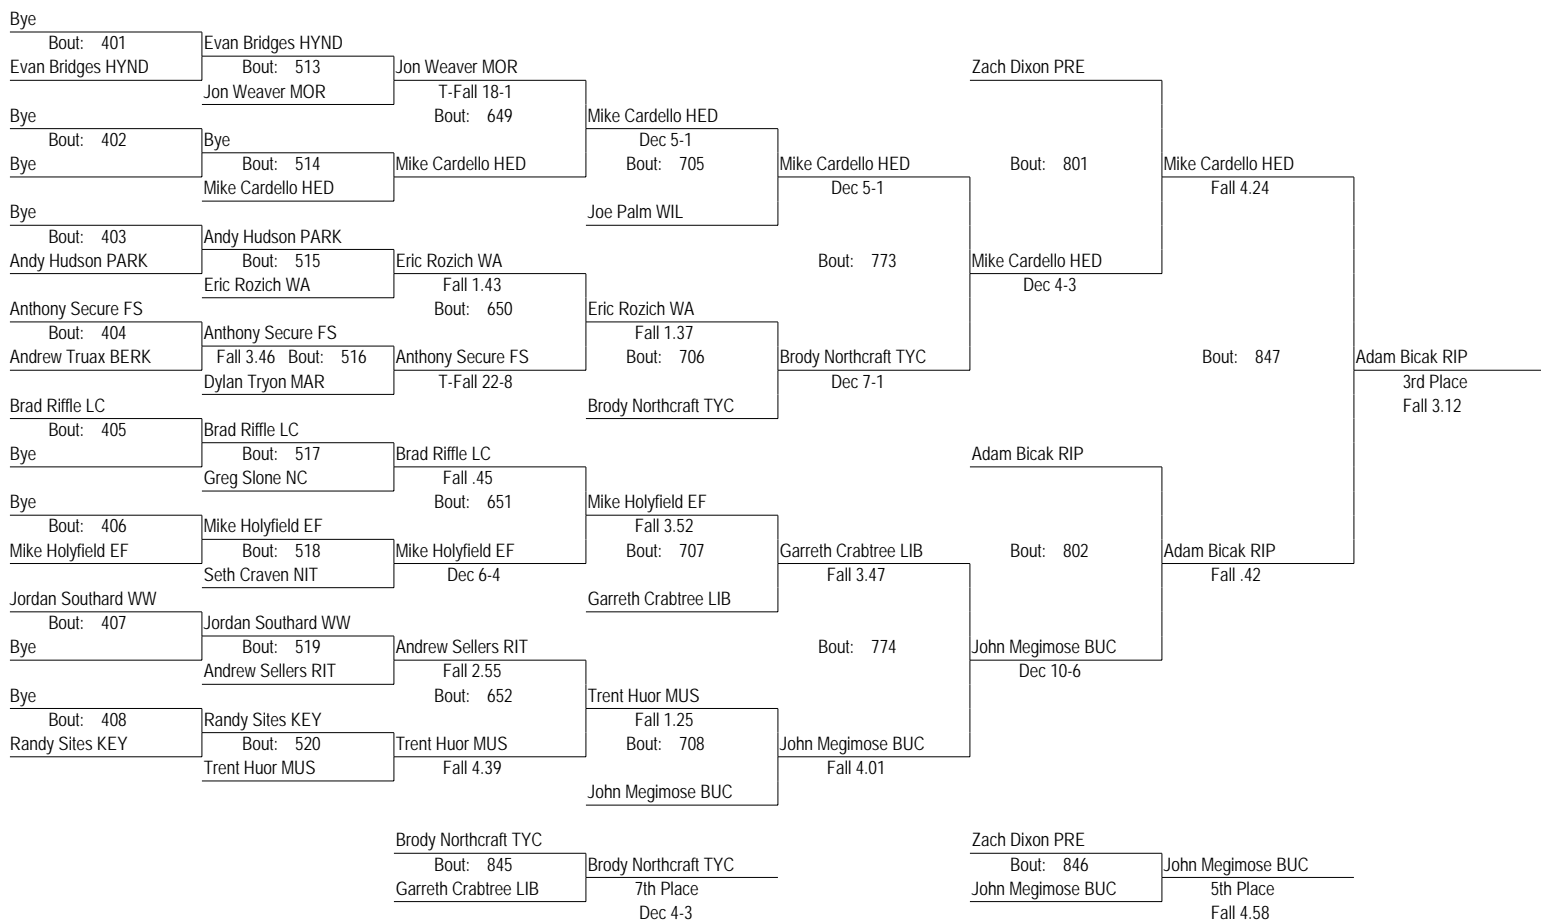 Bye
Bout: 401
Evan Bridges HYND
Evan Bridges HYND
Bout: 513
Jon Weaver MOR
Zach Dixon PRE
Jon Weaver MOR
T-Fall 18-1
Bye
Bout: 649
Mike Cardello HED
Bout: 402
Bye
Dec 5-1
Bye
Bout: 514
Mike Cardello HED
Bout: 705
Mike Cardello HED
Bout: 801
Mike Cardello HED
Mike Cardello HED
Dec 5-1
Fall 4.24
Bye
Joe Palm WIL
Bout: 403
Andy Hudson PARK
Andy Hudson PARK
Bout: 515
Eric Rozich WA
Bout: 773
Mike Cardello HED
Eric Rozich WA
Fall 1.43
Dec 4-3
Anthony Secure FS
Bout: 650
Eric Rozich WA
Bout: 404
Anthony Secure FS
Fall 1.37
Andrew Truax BERK
Fall 3.46 Bout: 516
Anthony Secure FS
Bout: 706
Brody Northcraft TYC
Bout: 847
Adam Bicak RIP
Dylan Tryon MAR
T-Fall 22-8
Dec 7-1
3rd Place
Brad Riffle LC
Brody Northcraft TYC
Fall 3.12
Bout: 405
Brad Riffle LC
Bye
Bout: 517
Brad Riffle LC
Adam Bicak RIP
Greg Slone NC
Fall .45
Bye
Bout: 651
Mike Holyfield EF
Bout: 406
Mike Holyfield EF
Fall 3.52
Mike Holyfield EF
Bout: 518
Mike Holyfield EF
Bout: 707
Garreth Crabtree LIB
Bout: 802
Adam Bicak RIP
Seth Craven NIT
Dec 6-4
Fall 3.47
Fall .42
Jordan Southard WW
Garreth Crabtree LIB
Bout: 407
Jordan Southard WW
Bye
Bout: 519
Andrew Sellers RIT
Bout: 774
John Megimose BUC
Andrew Sellers RIT
Fall 2.55
Dec 10-6
Bye
Bout: 652
Trent Huor MUS
Bout: 408
Randy Sites KEY
Fall 1.25
Randy Sites KEY
Bout: 520
Trent Huor MUS
Bout: 708
John Megimose BUC
Trent Huor MUS
Fall 4.39
Fall 4.01
John Megimose BUC
Brody Northcraft TYC
Zach Dixon PRE
Bout: 845
Brody Northcraft TYC
Bout: 846
John Megimose BUC
Garreth Crabtree LIB
7th Place
John Megimose BUC
5th Place
Dec 4-3
Fall 4.58